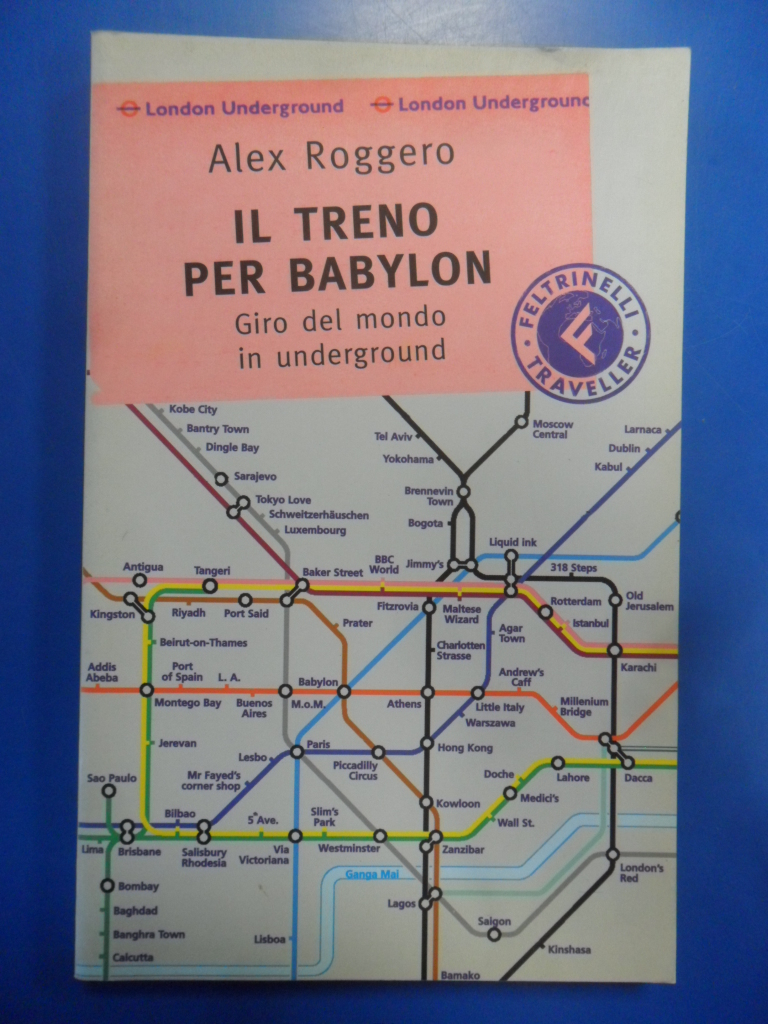 London Underground London Underground
Alex Roggero
IL TRENO
PER BABYLON
Giro del mondo
in underground
FELTRINELLI
TRAVELLER
Kobe City
Bantry Town
Dingle Bay
Sarajevo
Tokyo Love
Schweitzerhäuschen
Luxembourg
Tel Aviv
Yokohama
Moscow
Central
Brennevin
Town
Bogota
Larnaca
Dublin
Kabul
Liquid ink
Jimmy's
318 Steps
Antigua
Tangeri
Baker Street
BBC
World
Kingston
Riyadh
Port Said
Fitzrovia
Maltese
Wizard
Rotterdam
Istanbul
Old
Jerusalem
Prater
Beirut-on-Thames
Charlotten
Strasse
Agar
Town
Karachi
Addis
Abeba
Port
of Spain
L. A.
Babylon
Andrew's
Caff
Montego Bay
Buenos
Aires
M.o.M.
Athens
Little Italy
Warszawa
Millenium
Bridge
Jerevan
Lesbo
Paris
Piccadilly
Circus
Hong Kong
Mr Fayed's
corner shop
Sao Paulo
Doche
Lahore
Dacca
Medici's
Bilbao
5ª Ave.
Slim's
Park
Kowloon
Wall St.
Lima
Brisbane
Salisbury
Rhodesia
Via
Victoriana
Westminster
Zanzibar
Ganga Mai
London's
Red
Bombay
Baghdad
Banghra Town
Calcutta
Lagos
Saigon
Lisboa
Kinshasa
Bamako